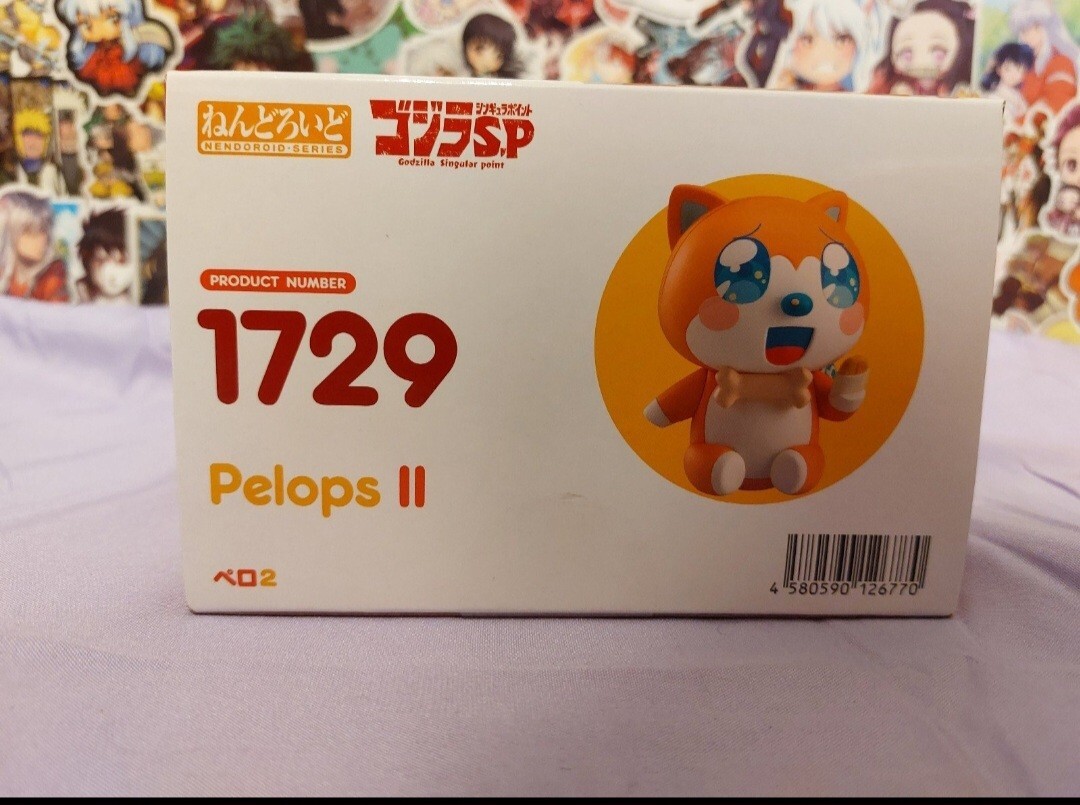 ねんどろいど
NENDOROID·SERIES
シンギュラポイント
ゴジラS.P
Godzilla Singular point
PRODUCT NUMBER
1729
Pelops II
ペロ2
4 580590 126770